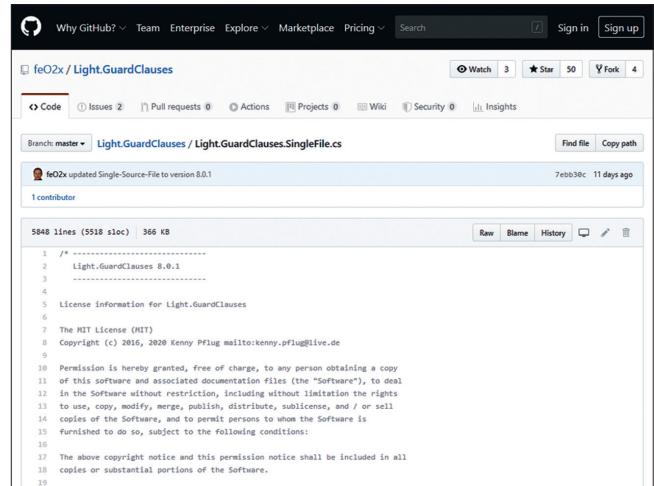 Why GitHub? Team Enterprise Explore Marketplace Pricing Search / Sign in Sign up
feO2x / Light.GuardClauses Watch 3 Star 50 Fork 4
Code Issues 2 Pull requests 0 Actions Projects 0 Wiki Security 0 Insights
Branch: master Light.GuardClauses / Light.GuardClauses.SingleFile.cs Find file Copy path
feO2x updated Single-Source-File to version 8.0.1 7ebb30c 11 days ago
1 contributor
5848 lines (5518 sloc) 366 KB Raw Blame History
1 /* ------------------------------
2 Light.GuardClauses 8.0.1
3 ------------------------------
4
5 License information for Light.GuardClauses
6
7 The MIT License (MIT)
8 Copyright (c) 2016, 2020 Kenny Pflug mailto:kenny.pflug@live.de
9
10 Permission is hereby granted, free of charge, to any person obtaining a copy
11 of this software and associated documentation files (the "Software"), to deal
12 in the Software without restriction, including without limitation the rights
13 to use, copy, modify, merge, publish, distribute, sublicense, and / or sell
14 copies of the Software, and to permit persons to whom the Software is
15 furnished to do so, subject to the following conditions:
16
17 The above copyright notice and this permission notice shall be included in all
18 copies or substantial portions of the Software.
19